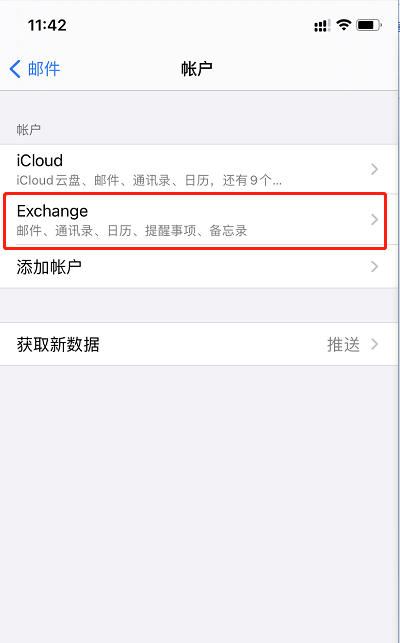 11:42
邮件
帐户
帐户
iCloud
iCloud 云盘、邮件、通讯录、日历，还有 9 个...
Exchange
邮件、通讯录、日历、提醒事项、备忘录
添加帐户
获取新数据 推送